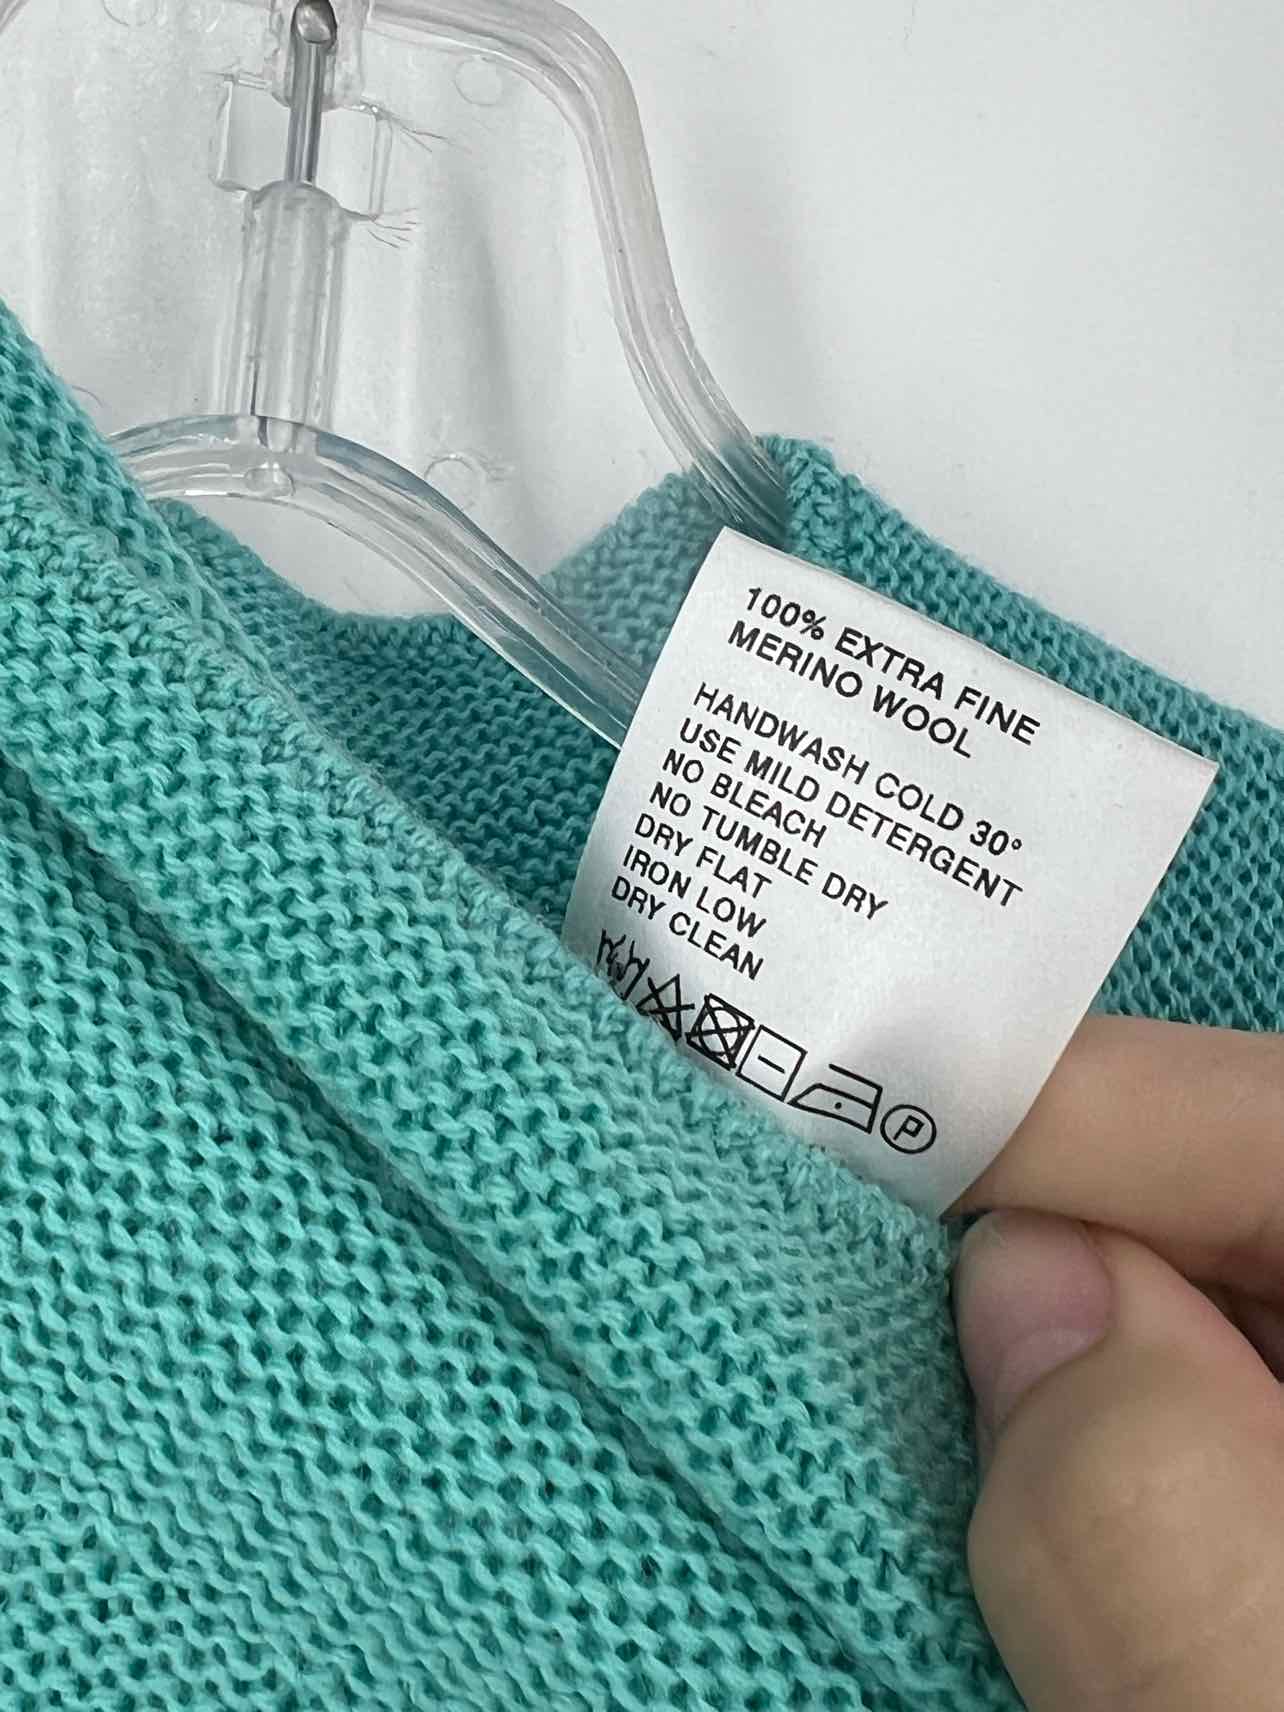 100% EXTRA FINE
MERINO WOOL
HANDWASH COLD 30°
USE MILD DETERGENT
NO BLEACH
NO TUMBLE DRY
DRY FLAT
IRON LOW
DRY CLEAN
P